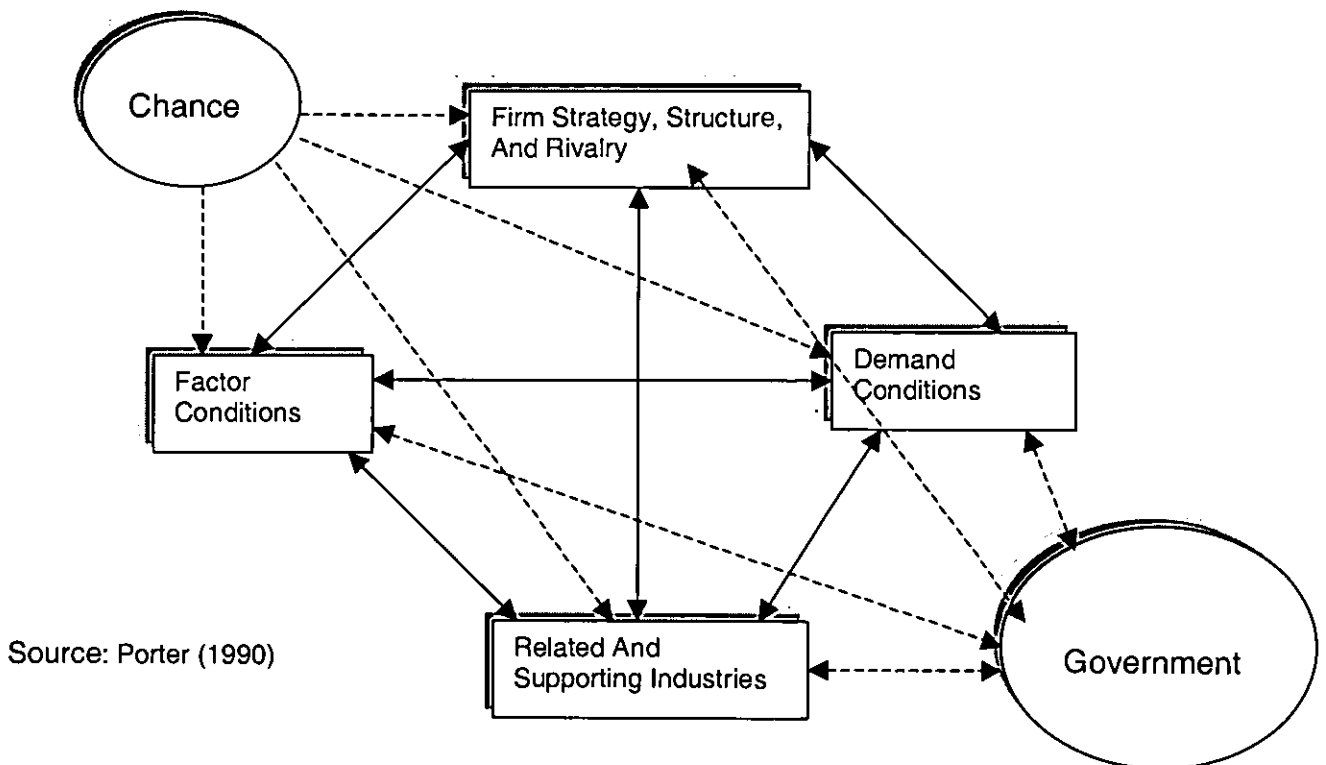 Chance
Firm Strategy, Structure,
And Rivalry
Factor
Conditions
Demand
Conditions
Related And
Supporting Industries
Government
Source: Porter (1990)